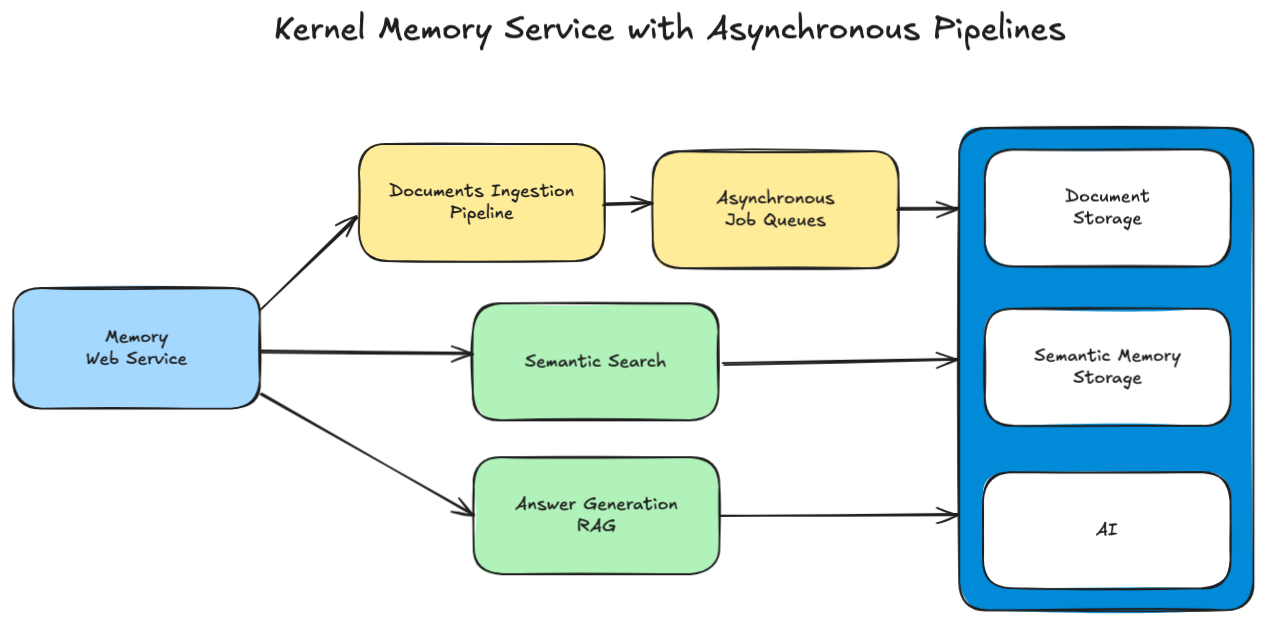 Kernel Memory Service with Asynchronous Pipelines
Documents Ingestion
Pipeline
Asynchronous
Job Queues
Document
Storage
Memory
Web Service
Semantic Search
Semantic Memory
Storage
Answer Generation
RAG
AI